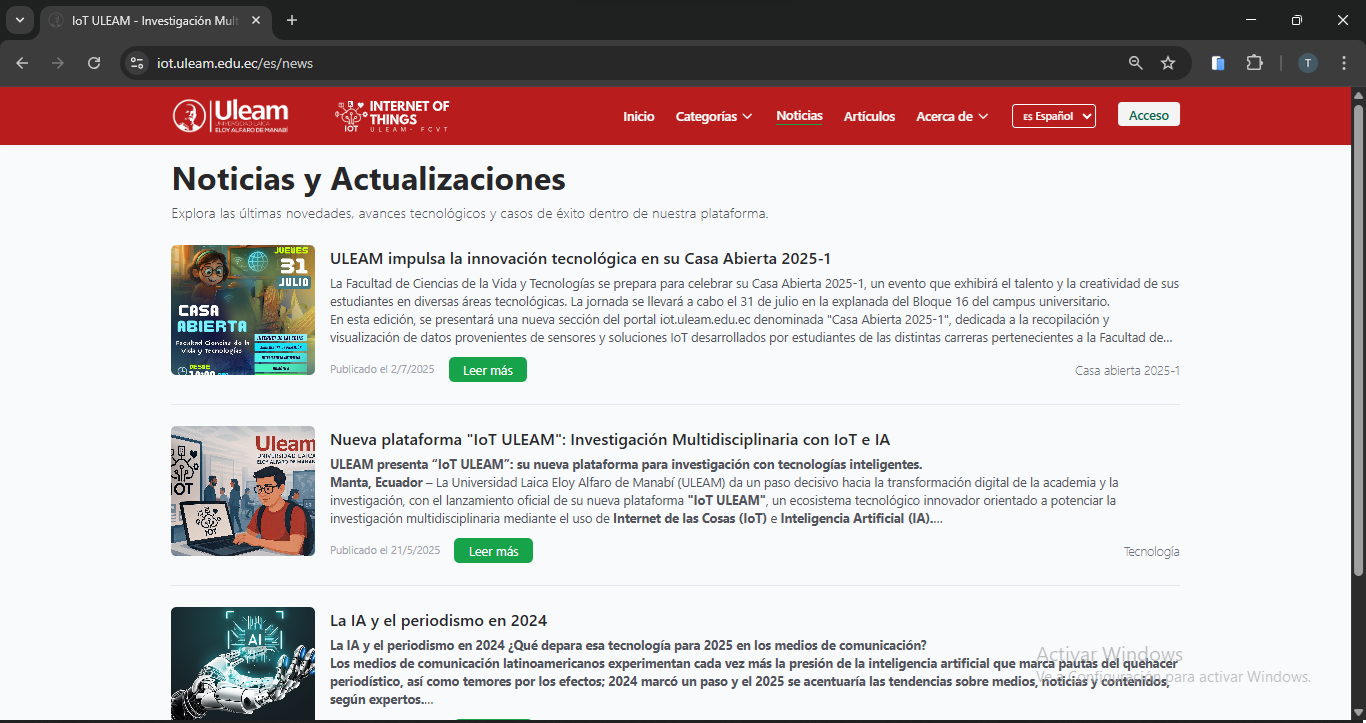 IoT ULEAM - Investigación Mul
iot.uleam.edu.ec/es/news
T
Uleam
UNIVERSIDAD LAICA
ELOY ALFARO DE MANABÍ
IOT
INTERNET OF
THINGS
ULEAM- FCVT
Inicio
Categorías
Noticias
Artículos
Acerca de
ES Español
Acceso
Noticias y Actualizaciones
Explora las últimas novedades, avances tecnológicos y casos de éxito dentro de nuestra plataforma.
JUEVES
31
JULIO
CASA
ABIERTA
Facultad Ciencias de la
Vida y Tecnologías
INTERNET DE LAS COSAS
DESDE
ULEAM impulsa la innovación tecnológica en su Casa Abierta 2025-1
La Facultad de Ciencias de la Vida y Tecnologías se prepara para celebrar su Casa Abierta 2025-1, un evento que exhibirá el talento y la creatividad de sus
estudiantes en diversas áreas tecnológicas. La jornada se llevará a cabo el 31 de julio en la explanada del Bloque 16 del campus universitario.
En esta edición, se presentará una nueva sección del portal iot.uleam.edu.ec denominada "Casa Abierta 2025-1", dedicada a la recopilación y
visualización de datos provenientes de sensores y soluciones IoT desarrollados por estudiantes de las distintas carreras pertenecientes a la Facultad de...
Publicado el 2/7/2025
Leer más
Casa abierta 2025-1
Uleam
UNIVERSIDAD LAICA
ELOY ALFARO DE MANAB
IOT
IOT
Nueva plataforma "IoT ULEAM": Investigación Multidisciplinaria con IoT e IA
ULEAM presenta “IoT ULEAM”: su nueva plataforma para investigación con tecnologías inteligentes.
Manta, Ecuador – La Universidad Laica Eloy Alfaro de Manabí (ULEAM) da un paso decisivo hacia la transformación digital de la academia y la
investigación, con el lanzamiento oficial de su nueva plataforma "IoT ULEAM", un ecosistema tecnológico innovador orientado a potenciar la
investigación multidisciplinaria mediante el uso de Internet de las Cosas (IoT) e Inteligencia Artificial (IA)....
Publicado el 21/5/2025
Leer más
Tecnología
AI
La IA y el periodismo en 2024
La IA y el periodismo en 2024 ¿Qué depara esa tecnología para 2025 en los medios de comunicación?
Los medios de comunicación latinoamericanos experimentan cada vez más la presión de la inteligencia artificial que marca pautas del quehacer
periodístico, así como temores por los efectos; 2024 marcó un paso y el 2025 se acentuaría las tendencias sobre medios, noticias y contenidos,
según expertos....
Activar Windows
Ve a Configuración para activar Windows.